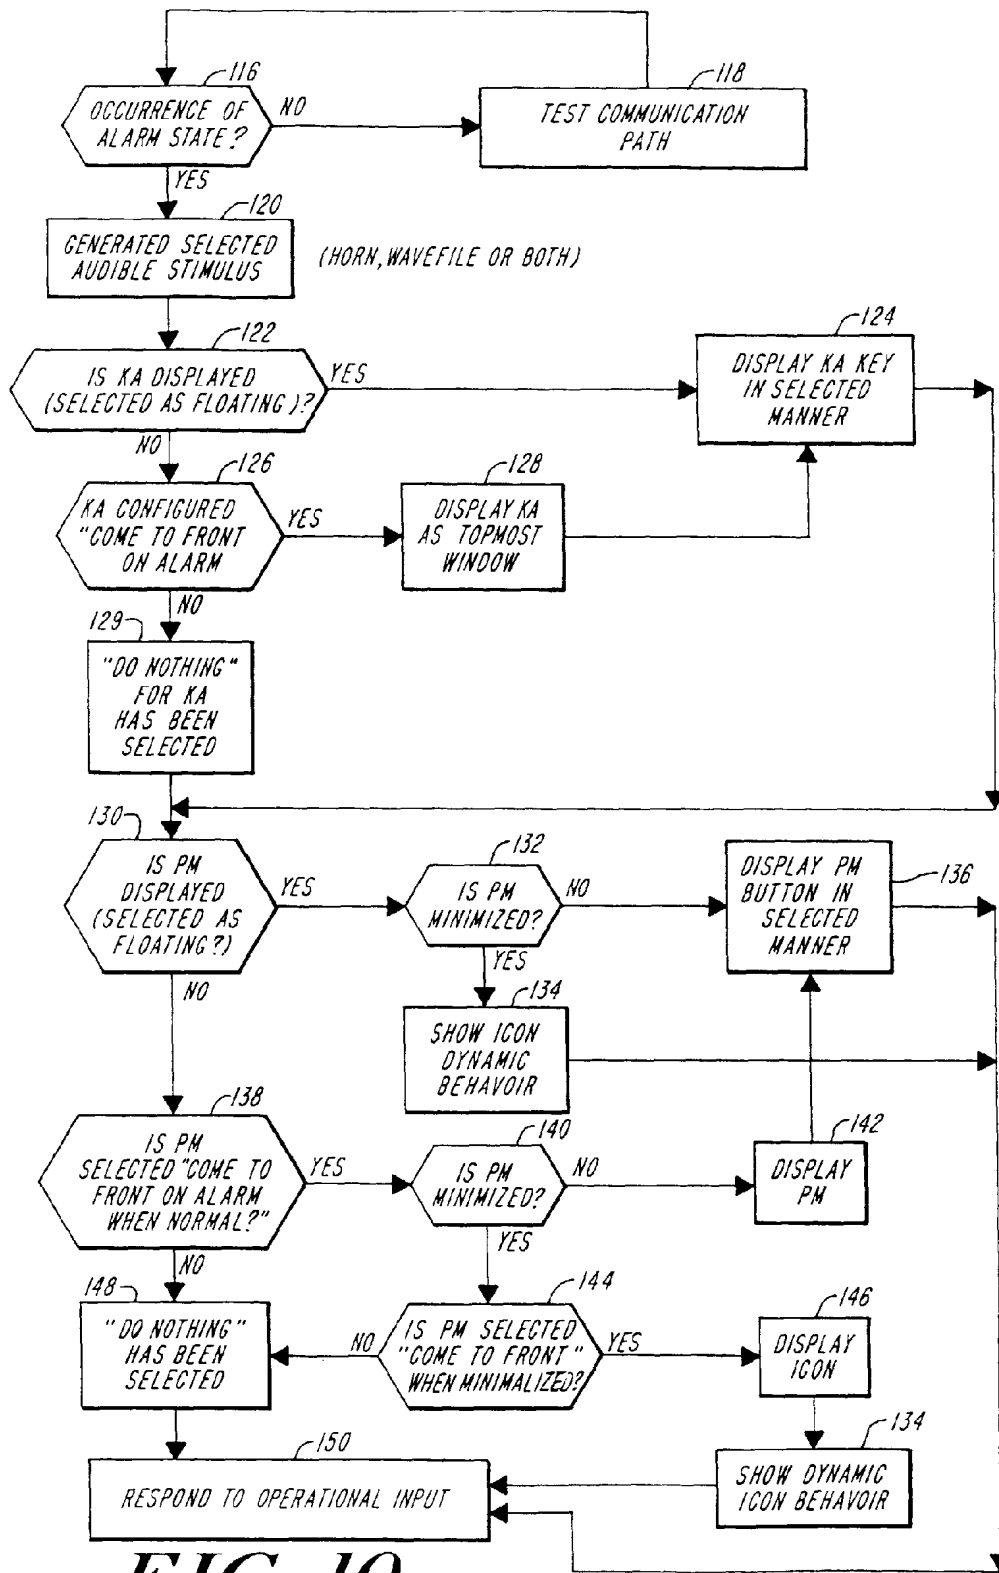 116
OCCURRENCE OF
ALARM STATE?
NO
118
TEST COMMUNICATION
PATH
YES
120
GENERATED SELECTED
AUDIBLE STIMULUS
(HORN, WAVEFILE OR BOTH)
122
IS KA DISPLAYED
(SELECTED AS FLOATING)?
YES
124
DISPLAY KA KEY
IN SELECTED
MANNER
NO
126
KA CONFIGURED
"COME TO FRONT
ON ALARM
YES
128
DISPLAY KA
AS TOPMOST
WINDOW
NO
129
"DO NOTHING"
FOR KA
HAS BEEN
SELECTED
130
IS PM
DISPLAYED
(SELECTED AS
FLOATING?)
YES
132
IS PM
MINIMIZED?
NO
136
DISPLAY PM
BUTTON IN
SELECTED
MANNER
YES
134
SHOW ICON
DYNAMIC
BEHAVOIR
NO
138
IS PM
SELECTED "COME TO
FRONT ON ALARM
WHEN NORMAL?"
YES
140
IS PM
MINIMIZED?
NO
142
DISPLAY
PM
YES
NO
148
"DO NOTHING"
HAS BEEN
SELECTED
NO
144
IS PM SELECTED
"COME TO FRONT"
WHEN MINIMALIZED?
YES
146
DISPLAY
ICON
134
SHOW DYNAMIC
ICON BEHAVOIR
150
RESPOND TO OPERATIONAL INPUT
FIG. 10